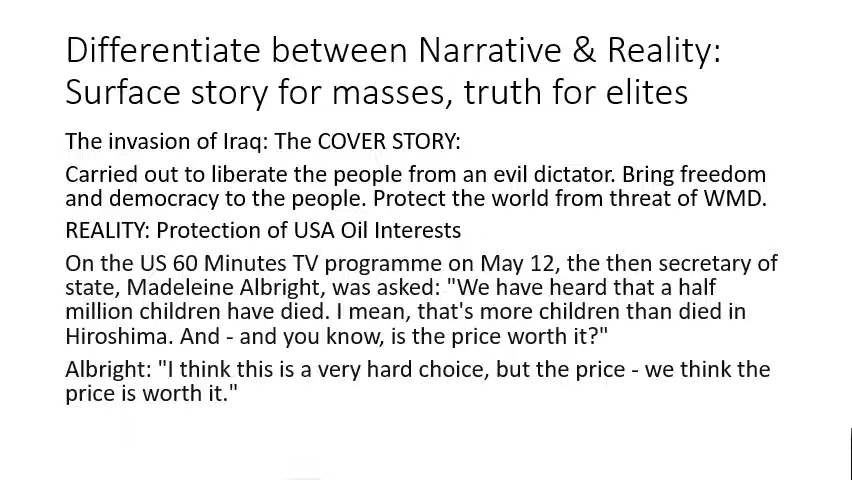 Differentiate between Narrative & Reality:
Surface story for masses, truth for elites
The invasion of Iraq: The COVER STORY:
Carried out to liberate the people from an evil dictator. Bring freedom
and democracy to the people. Protect the world from threat of WMD.
REALITY: Protection of USA Oil Interests
On the US 60 Minutes TV programme on May 12, the then secretary of
state, Madeleine Albright, was asked: "We have heard that a half
million children have died. I mean, that's more children than died in
Hiroshima. And - and you know, is the price worth it?"
Albright: "I think this is a very hard choice, but the price - we think the
price is worth it."